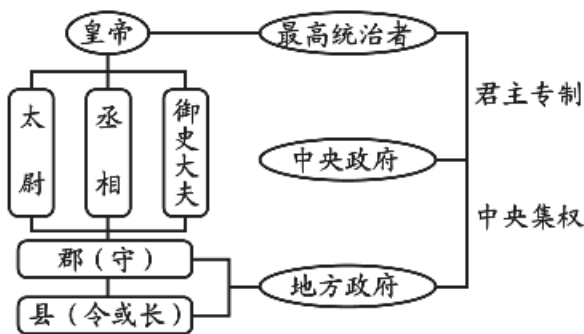 皇帝
最高统治者
君主专制
太尉
丞相
御史大夫
中央政府
中央集权
郡（守）
地方政府
县（令或长）